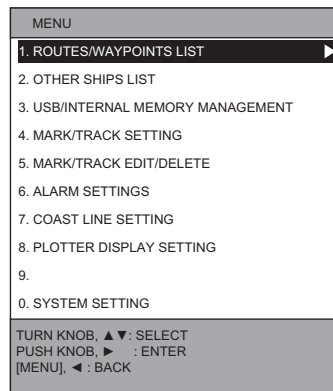 MENU
1. ROUTES/WAYPOINTS LIST
2. OTHER SHIPS LIST
3. USB/INTERNAL MEMORY MANAGEMENT
4. MARK/TRACK SETTING
5. MARK/TRACK EDIT/DELETE
6. ALARM SETTINGS
7. COAST LINE SETTING
8. PLOTTER DISPLAY SETTING
9.
0. SYSTEM SETTING
TURN KNOB, ▲▼: SELECT
PUSH KNOB, ► : ENTER
[MENU], ◄ : BACK